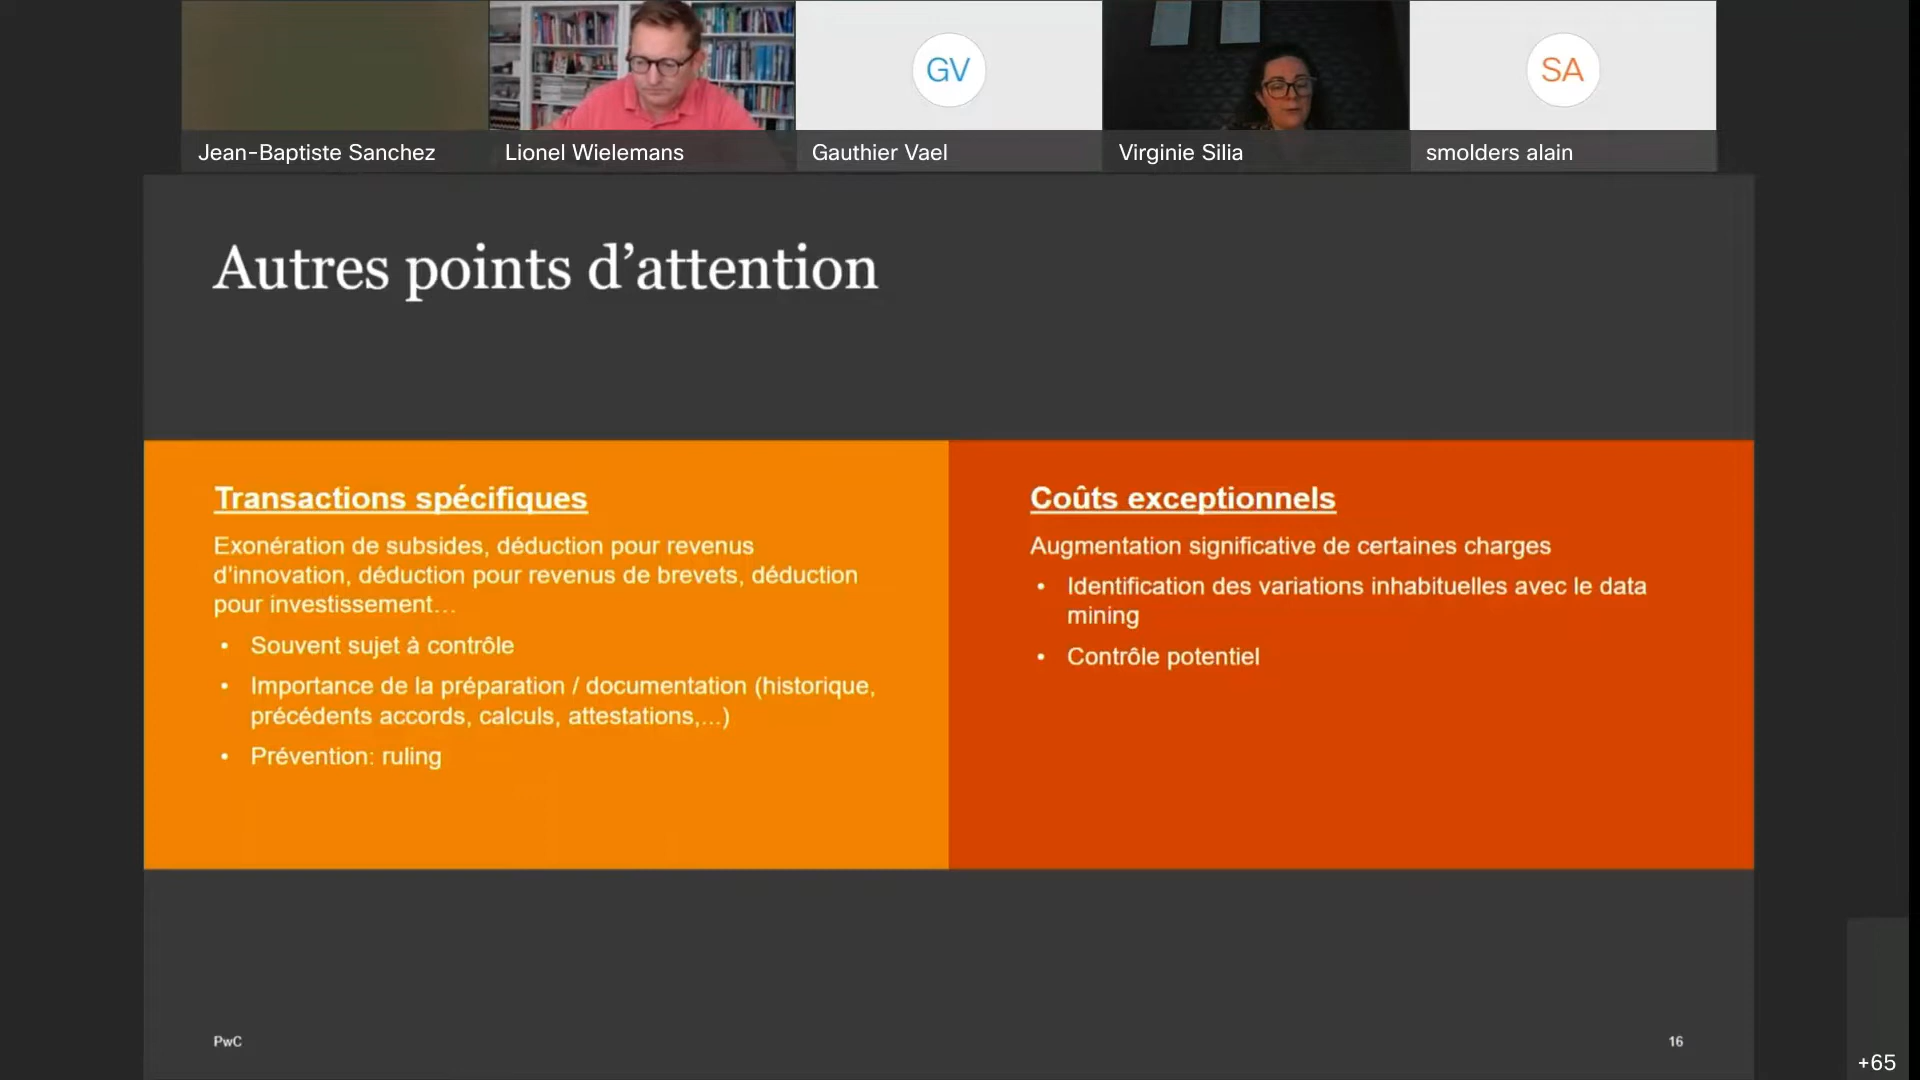 GV
SA
Jean-Baptiste Sanchez
Lionel Wielemans
Gauthier Vael
Virginie Silia
smolders alain
Autres points d’attention
Transactions spécifiques
Exonération de subsides, déduction pour revenus
d’innovation, déduction pour revenus de brevets, déduction
pour investissement…
• Souvent sujet à contrôle
• Importance de la préparation / documentation (historique,
précédents accords, calculs, attestations,...)
• Prévention: ruling
Coûts exceptionnels
Augmentation significative de certaines charges
• Identification des variations inhabituelles avec le data
mining
• Contrôle potentiel
PwC
16
+65